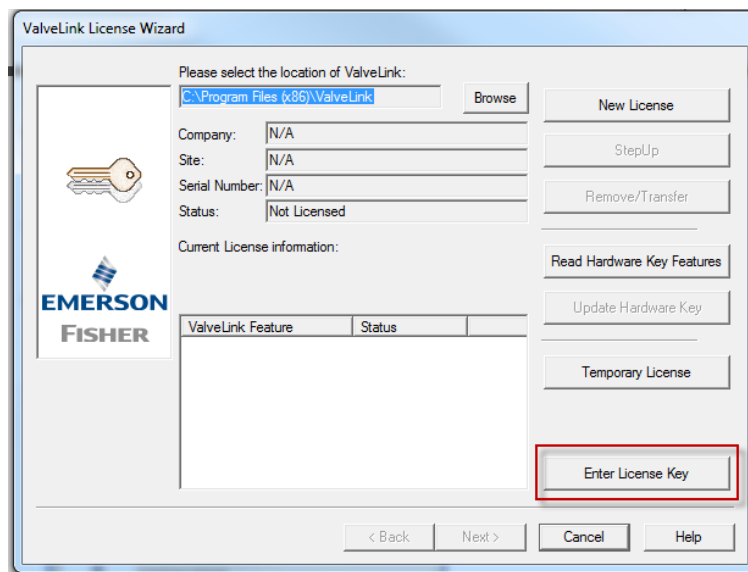 ValveLink License Wizard
Please select the location of ValveLink:
C:\Program Files (x86)\ValveLink
Browse
Company: N/A
Site: N/A
Serial Number: N/A
Status: Not Licensed
Current License information:
ValveLink Feature Status
EMERSON
FISHER
New License
StepUp
Remove/Transfer
Read Hardware Key Features
Update Hardware Key
Temporary License
Enter License Key
< Back Next > Cancel Help